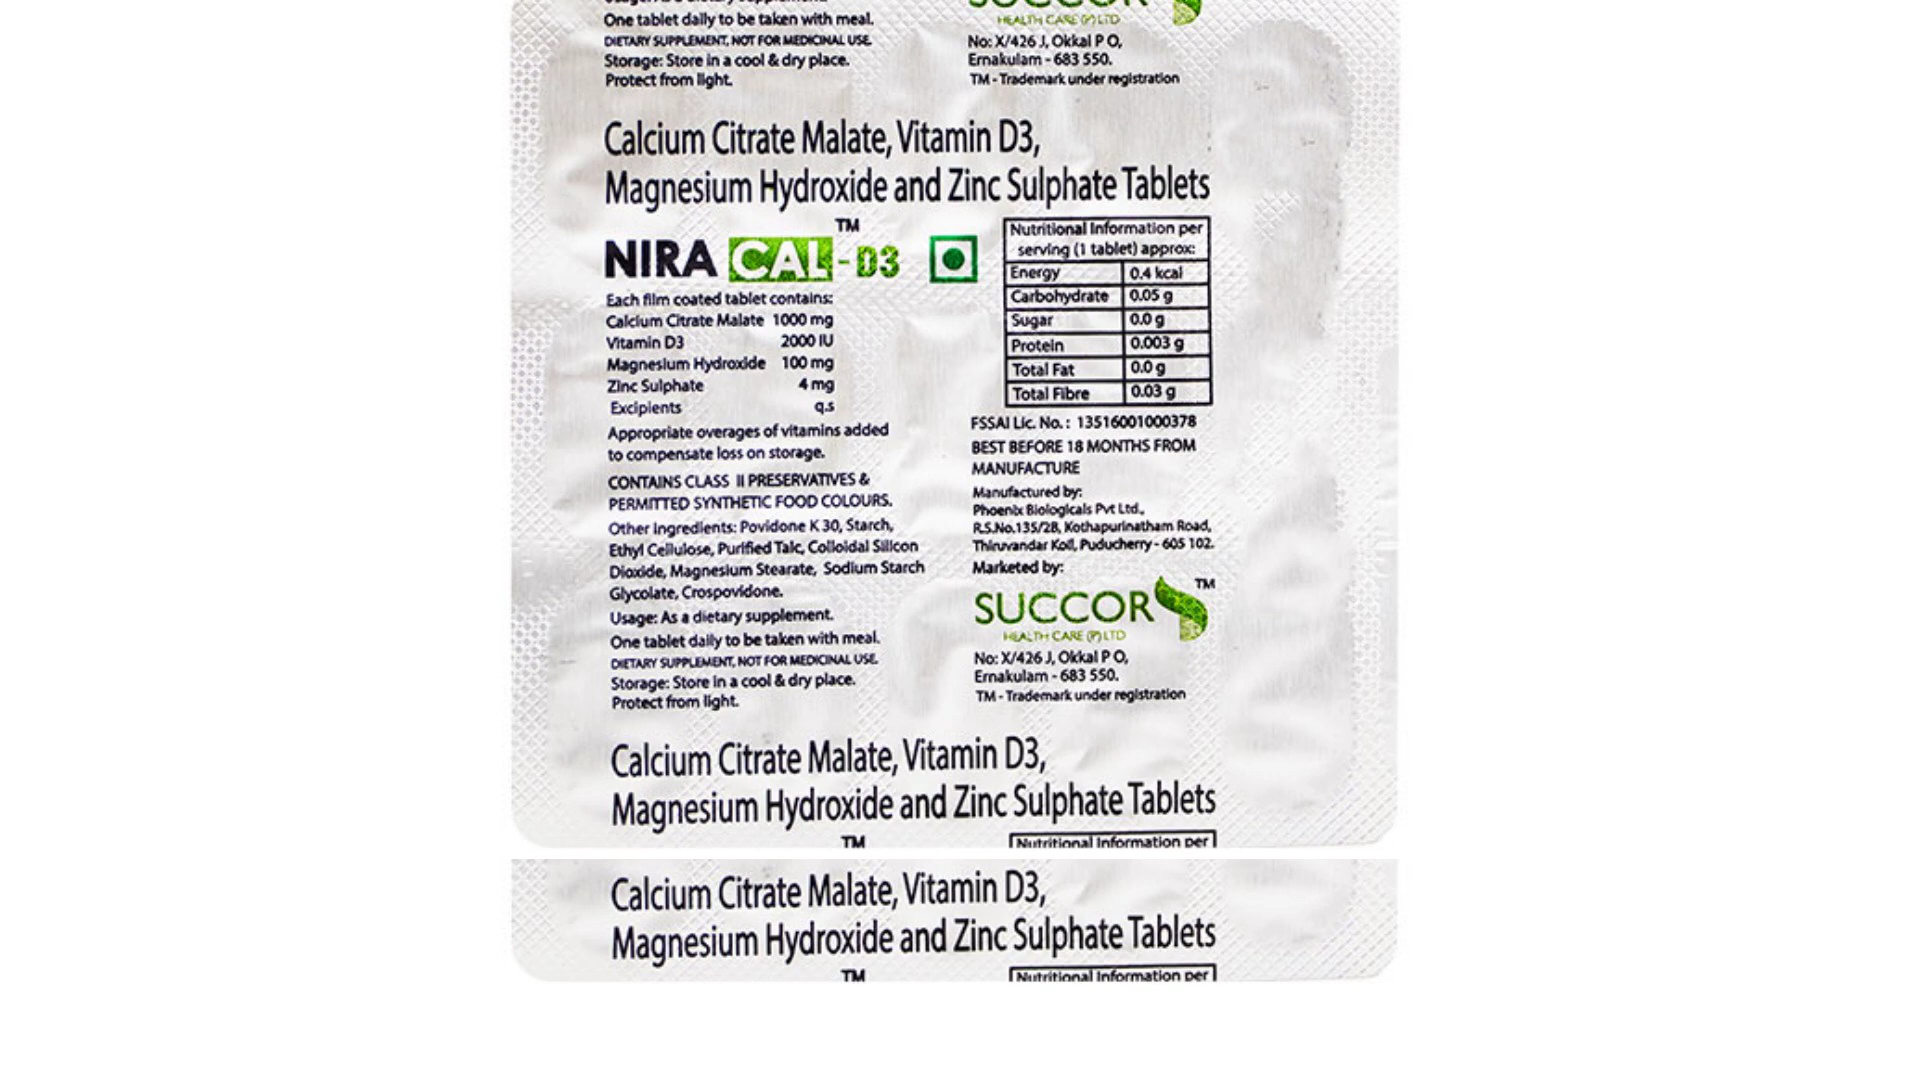 One tablet daily to be taken with meal.
DIETARY SUPPLEMENT, NOT FOR MEDICINAL USE.
Storage: Store in a cool & dry place.
Protect from light.
SUCCOR
HEALTH CARE (P) LTD
No: X/426 J, Okkal P O,
Ernakulam - 683 550.
TM - Trademark under registration
Calcium Citrate Malate, Vitamin D3,
Magnesium Hydroxide and Zinc Sulphate Tablets
NIRA CAL - D3 TM
Each film coated tablet contains:
Calcium Citrate Malate 1000 mg
Vitamin D3 2000 IU
Magnesium Hydroxide 100 mg
Zinc Sulphate 4 mg
Excipients q.s
Appropriate overages of vitamins added
to compensate loss on storage.
CONTAINS CLASS II PRESERVATIVES &
PERMITTED SYNTHETIC FOOD COLOURS.
Other Ingredients: Povidone K 30, Starch,
Ethyl Cellulose, Purified Talc, Colloidal Silicon
Dioxide, Magnesium Stearate, Sodium Starch
Glycolate, Crospovidone.
Usage: As a dietary supplement.
One tablet daily to be taken with meal.
DIETARY SUPPLEMENT, NOT FOR MEDICINAL USE.
Storage: Store in a cool & dry place.
Protect from light.
Nutritional Information per
serving (1 tablet) approx:
Energy 0.4 kcal
Carbohydrate 0.05 g
Sugar 0.0 g
Protein 0.003 g
Total Fat 0.0 g
Total Fibre 0.03 g
FSSAI Lic. No. : 13516001000378
BEST BEFORE 18 MONTHS FROM
MANUFACTURE
Manufactured by:
Phoenix Biologicals Pvt Ltd.,
R.S.No.135/2B, Kothapurinatham Road,
Thiruvandar Koil, Puducherry - 605 102.
Marketed by:
SUCCOR TM
HEALTH CARE (P) LTD
No: X/426 J, Okkal P O,
Ernakulam - 683 550.
TM - Trademark under registration
Calcium Citrate Malate, Vitamin D3,
Magnesium Hydroxide and Zinc Sulphate Tablets
TM
Nutritional Information per
Calcium Citrate Malate, Vitamin D3,
Magnesium Hydroxide and Zinc Sulphate Tablets
TM
Nutritional Information per